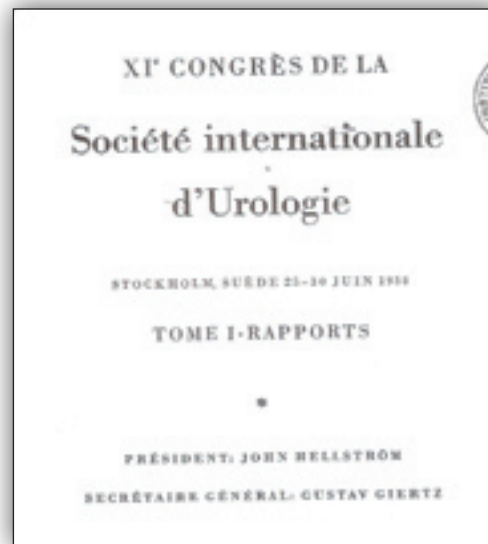 XIᵉ CONGRÈS DE LA
Société internationale
d'Urologie
STOCKHOLM, SUÈDE 25-30 JUIN 1958
TOME I-RAPPORTS
*
PRÉSIDENT: JOHN HELLSTRÖM
SECRÉTAIRE GÉNÉRAL: GUSTAV GIERTZ